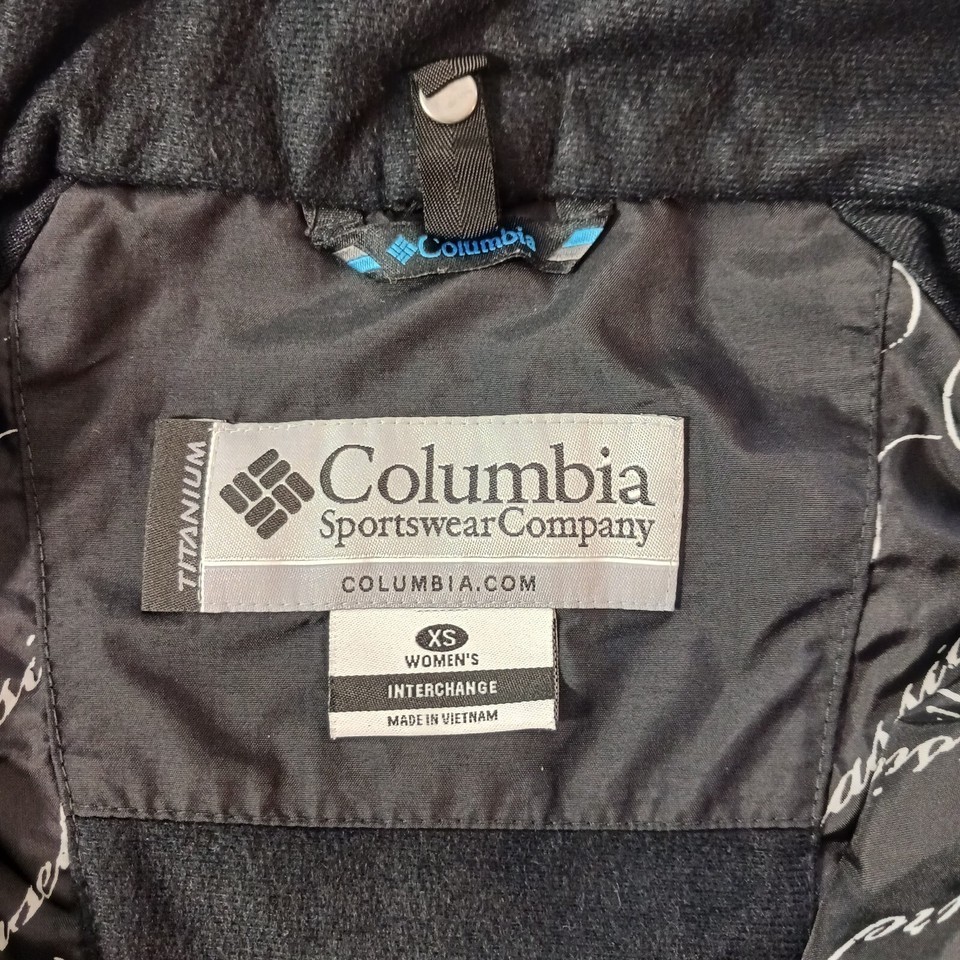 Columbia
TITANIUM
Columbia
Sportswear Company
COLUMBIA.COM
XS
WOMEN'S
INTERCHANGE
MADE IN VIETNAM